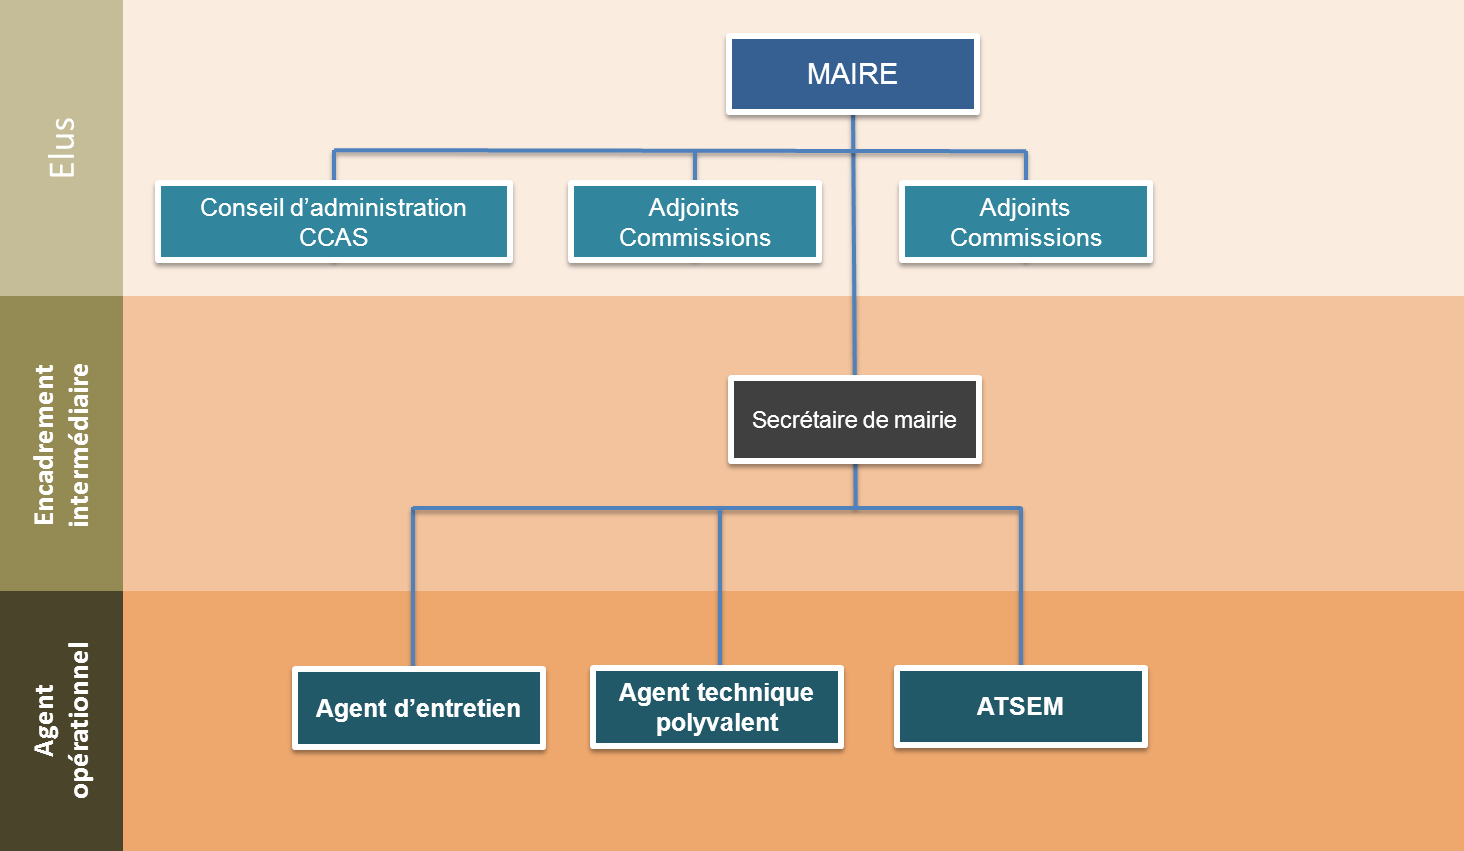 Elus
MAIRE
Conseil d’administration
CCAS
Adjoints
Commissions
Adjoints
Commissions
Encadrement
intermédiaire
Secrétaire de mairie
Agent
opérationnel
Agent d’entretien
Agent technique
polyvalent
ATSEM